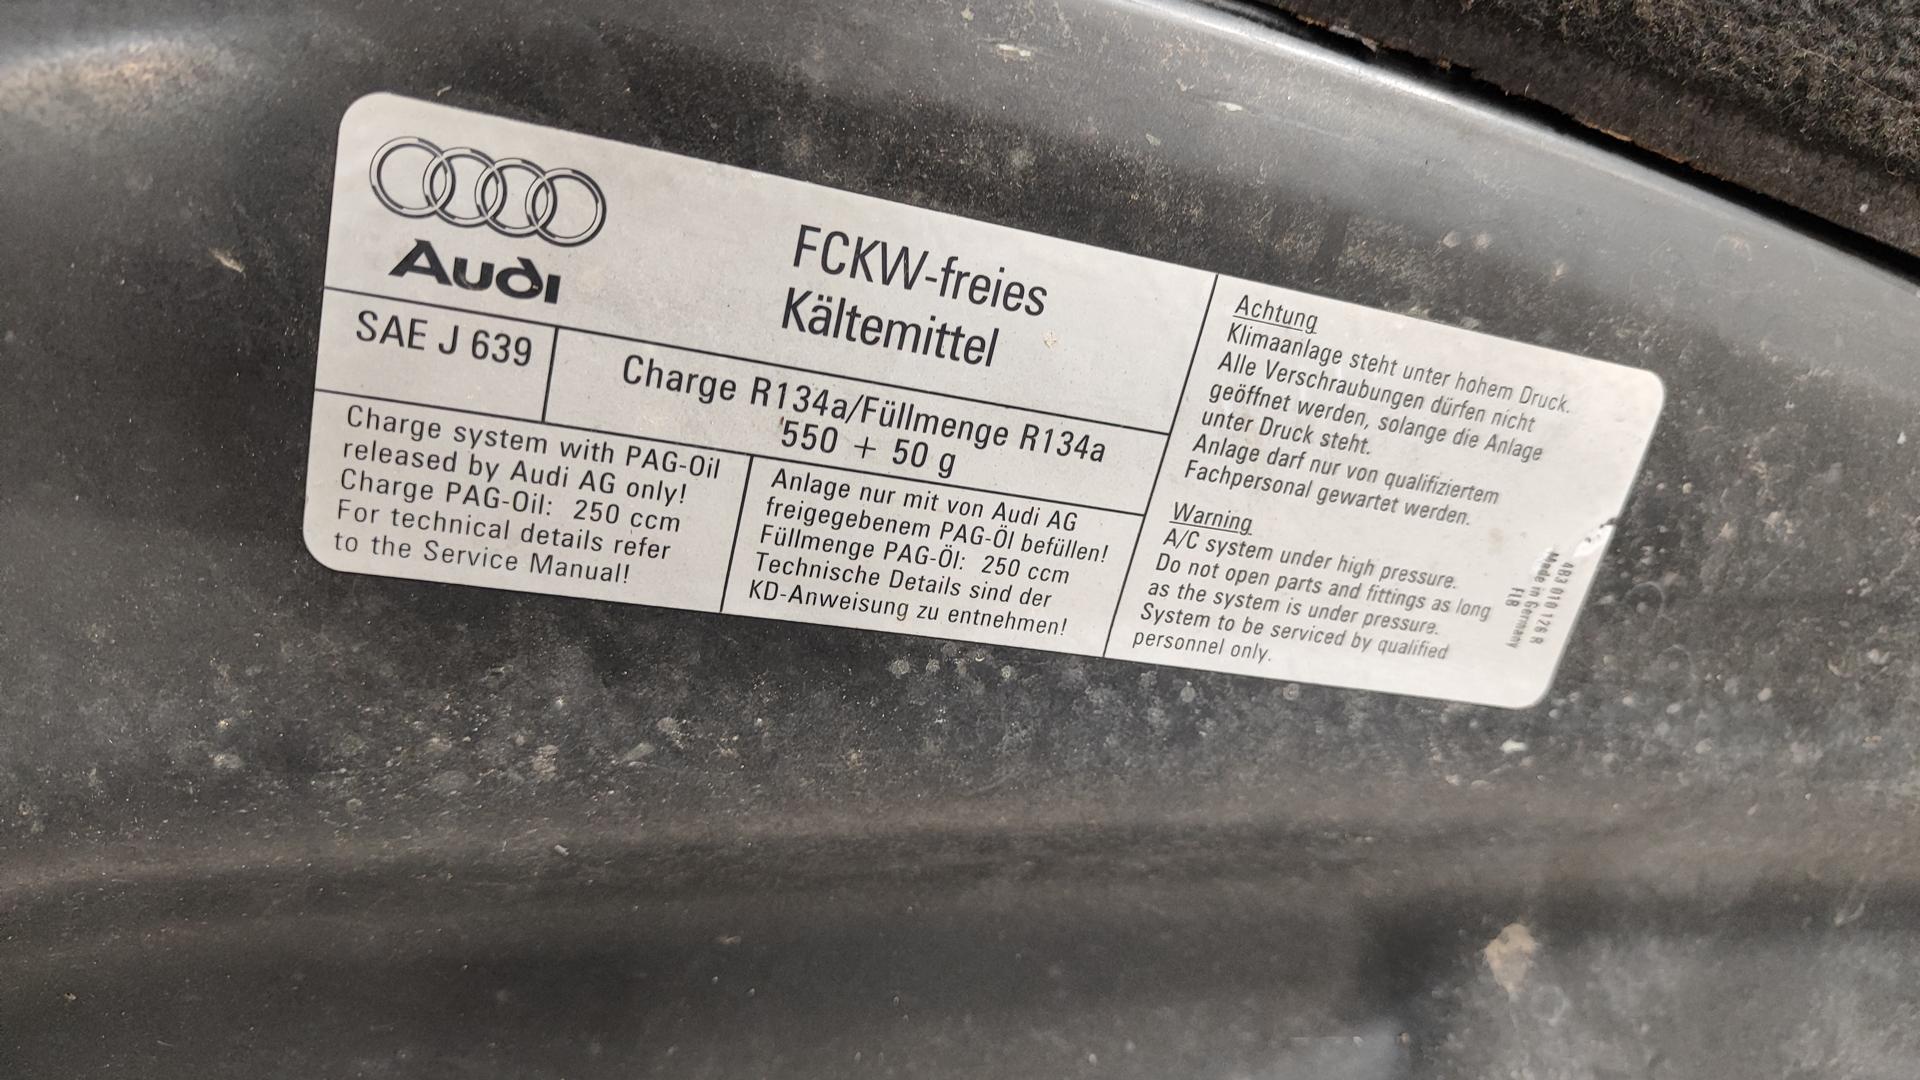 Audi
FCKW-freies
Kältemittel
SAE J 639
Charge R134a/Füllmenge R134a
550 + 50 g
Charge system with PAG-Oil
released by Audi AG only!
Charge PAG-Oil: 250 ccm
For technical details refer
to the Service Manual!
Anlage nur mit von Audi AG
freigegebenem PAG-Öl befüllen!
Füllmenge PAG-Öl: 250 ccm
Technische Details sind der
KD-Anweisung zu entnehmen!
Achtung
Klimaanlage steht unter hohem Druck.
Alle Verschraubungen dürfen nicht
geöffnet werden, solange die Anlage
unter Druck steht.
Anlage darf nur von qualifiziertem
Fachpersonal gewartet werden.
Warning
A/C system under high pressure.
Do not open parts and fittings as long
as the system is under pressure.
System to be serviced by qualified
personnel only.
4B3 010 126 R
Made in Germany
FLB